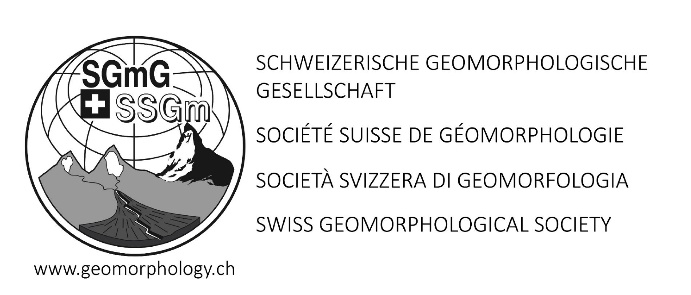 SGmG
SSGm
www.geomorphology.ch
SCHWEIZERISCHE GEOMORPHOLOGISCHE
GESELLSCHAFT
SOCIÉTÉ SUISSE DE GÉOMORPHOLOGIE
SOCIETÀ SVIZZERA DI GEOMORFOLOGIA
SWISS GEOMORPHOLOGICAL SOCIETY